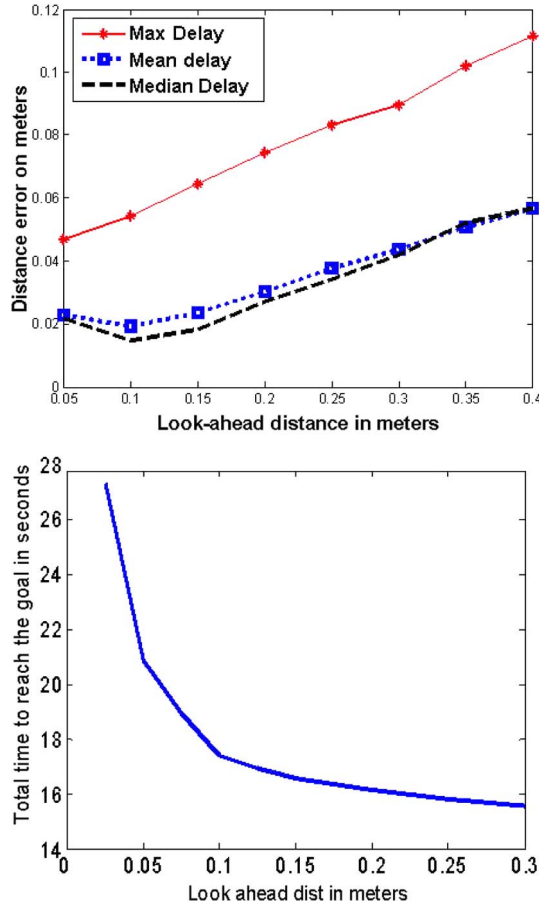 0.12
Max Delay
Mean delay
Median Delay
0.1
0.08
0.06
0.04
0.02
0
0.05 0.1 0.15 0.2 0.25 0.3 0.35 0.4
Distance error on meters
Look-ahead distance in meters
28
26
24
22
20
18
16
14
0 0.05 0.1 0.15 0.2 0.25 0.3
Total time to reach the goal in seconds
Look ahead dist in meters